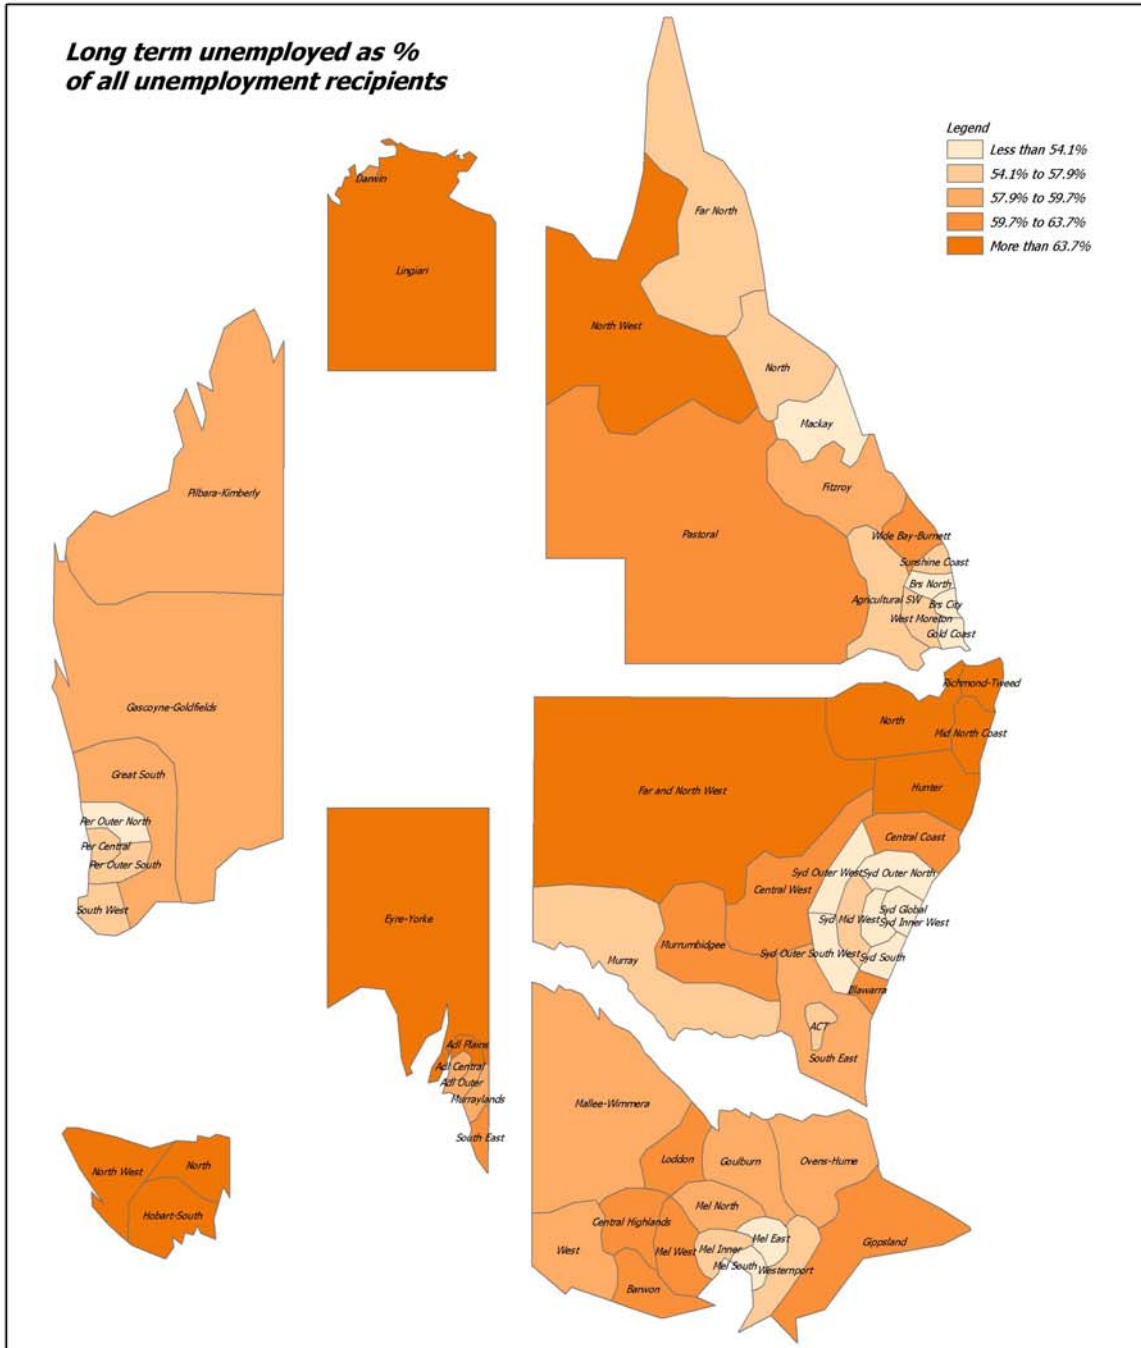 Long term unemployed as %
of all unemployment recipients
Legend
Less than 54.1%
54.1% to 57.9%
57.9% to 59.7%
59.7% to 63.7%
More than 63.7%
Darwin
Lingiari
Far North
North West
North
Mackay
Pilbara-Kimberly
Fitzroy
Pastoral
Wide Bay-Burnett
Sunshine Coast
Brs North
Agricultural SW
Brs City
West Moreton
Gold Coast
Gascoyne-Goldfields
Great South
Per Outer North
Per Central
Per Outer South
South West
Richmond-Tweed
North
Mid North Coast
Far and North West
Hunter
Central Coast
Syd Outer West
Syd Outer North
Central West
Syd Global
Syd Mid West
Syd Inner West
Murrumbidgee
Syd Outer South West
Syd South
Murray
Illawarra
ACT
South East
Eyre-Yorke
Adl Plains
Adl Central
Adl Outer
Murraylands
South East
Mallee-Wimmera
Loddon
Goulburn
Ovens-Hume
Mel North
Central Highlands
Mel East
West
Mel West
Mel Inner
Gippsland
Mel South
Westernport
Barwon
North West
North
Hobart-South